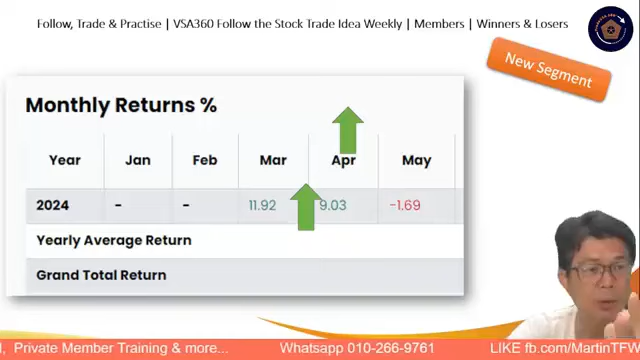 Follow, Trade & Practise | VSA360 Follow the Stock Trade Idea Weekly | Members | Winners & Losers
New Segment
Monthly Returns %
Year Jan Feb Mar Apr May
2024 - - 11.92 9.03 -1.69
Yearly Average Return
Grand Total Return
Private Member Training & more... Whatsapp 010-266-9761 LIKE fb.com/MartinTFW